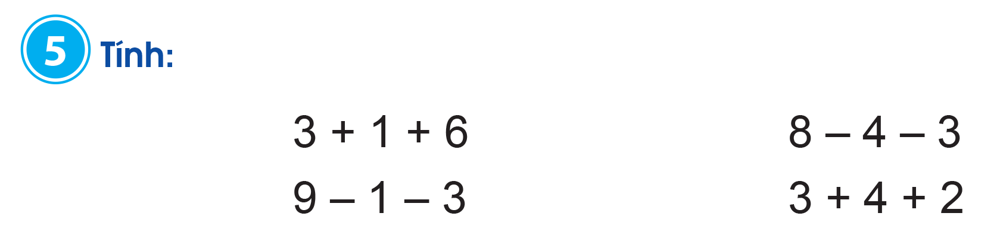 5 Tính:
3 + 1 + 6 8 – 4 – 3
9 – 1 – 3 3 + 4 + 2